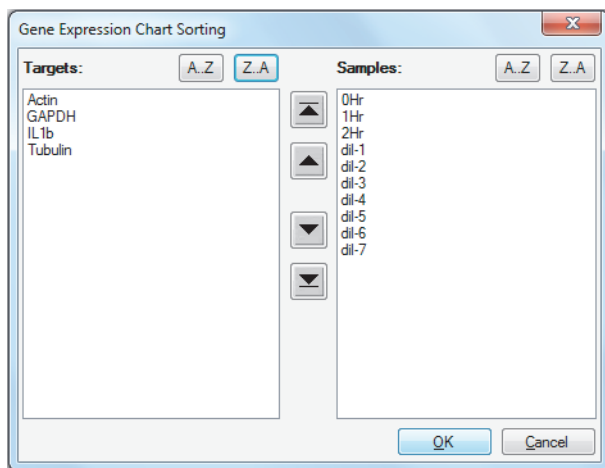 Gene Expression Chart Sorting
Targets:
A..Z
Z..A
Samples:
A..Z
Z..A
Actin
GAPDH
IL1b
Tubulin
0Hr
1Hr
2Hr
dil-1
dil-2
dil-3
dil-4
dil-5
dil-6
dil-7
OK
Cancel